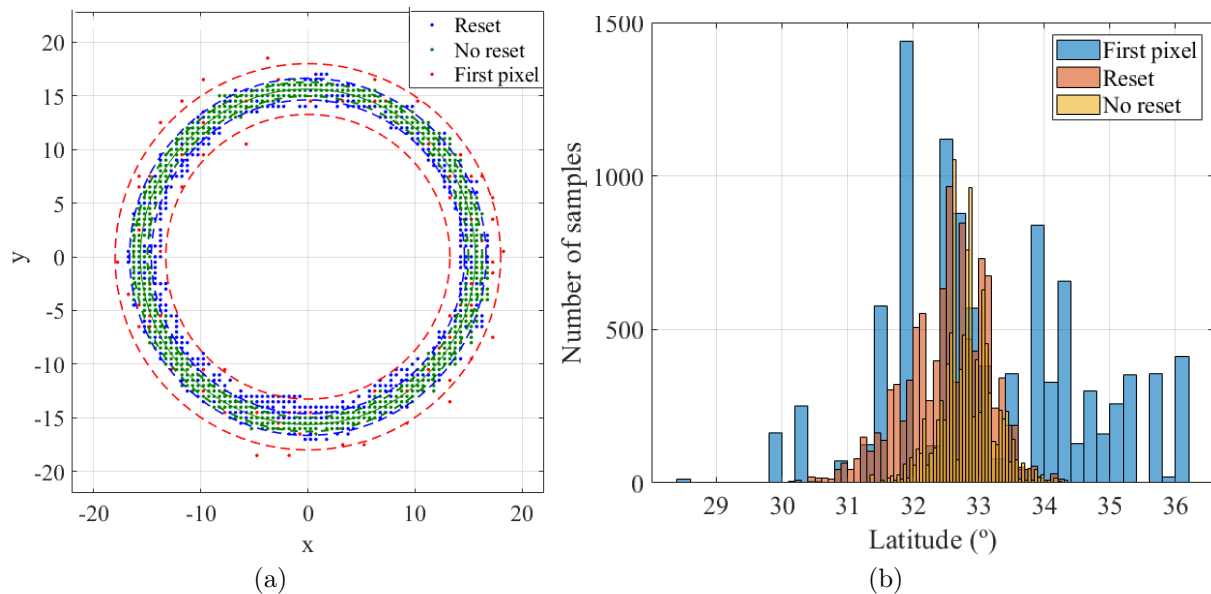 Reset
No reset
First pixel
20
15
10
5
0
-5
-10
-15
-20
y
-20
-10
0
10
20
x
(a)
1500
1000
500
0
Number of samples
First pixel
Reset
No reset
29
30
31
32
33
34
35
36
Latitude (º)
(b)